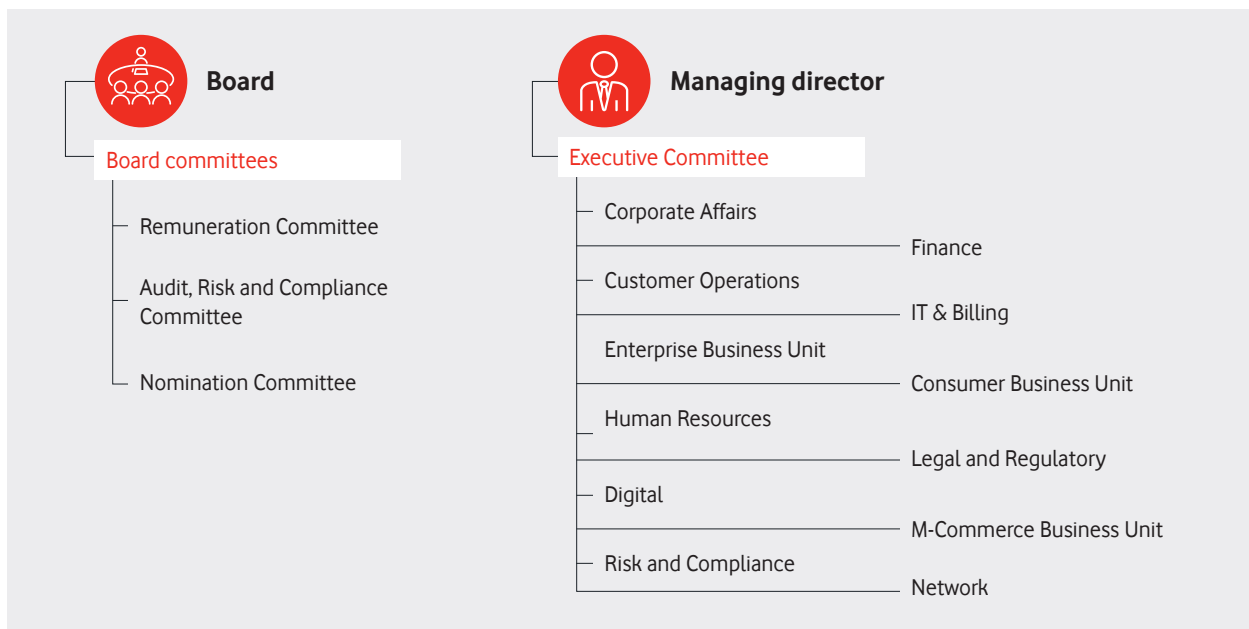 Board
Board committees
Remuneration Committee
Audit, Risk and Compliance
Committee
Nomination Committee
Managing director
Executive Committee
Corporate Affairs
Finance
Customer Operations
IT & Billing
Enterprise Business Unit
Consumer Business Unit
Human Resources
Legal and Regulatory
Digital
M-Commerce Business Unit
Risk and Compliance
Network